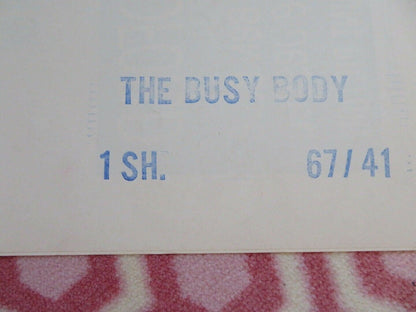 THE BUSY BODY
1 SH. 67/41